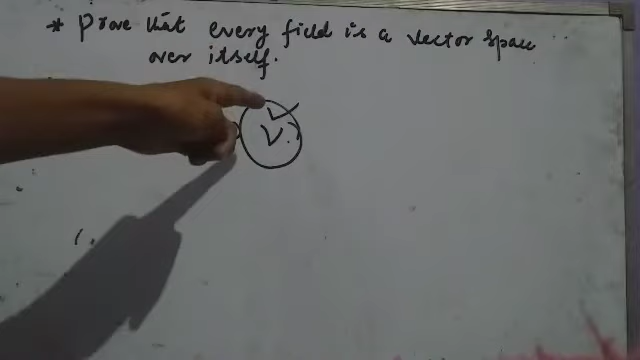 * Prove that every field is a vector space
over itself.
V